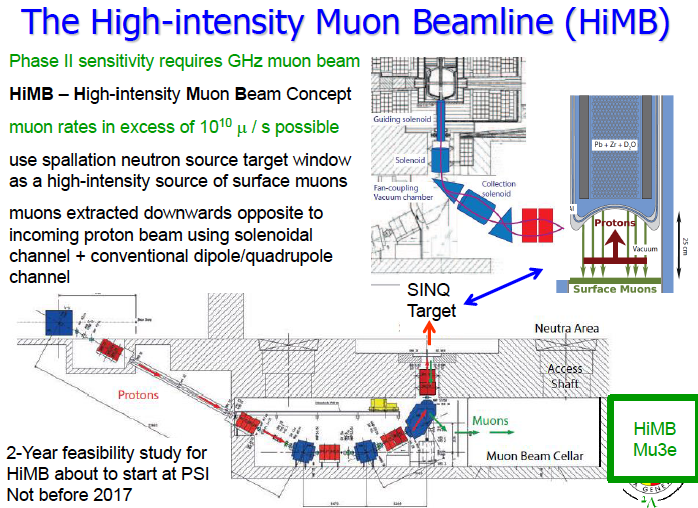 The High-intensity Muon Beamline (HiMB)
Phase II sensitivity requires GHz muon beam
HiMB – High-intensity Muon Beam Concept
muon rates in excess of 10¹⁰ μ / s possible
use spallation neutron source target window
as a high-intensity source of surface muons
muons extracted downwards opposite to
incoming proton beam using solenoidal
channel + conventional dipole/quadrupole
channel
Guiding solenoid
Solenoid
Fan-coupling
Vacuum chamber
Collection
solenoid
Pb + Zr + D₂O
Protons
Vacuum
25 cm
Surface Muons
SINQ
Target
Neutra Area
Access
Shaft
Protons
Muons
Muon Beam Cellar
HiMB
Mu3e
2-Year feasibility study for
HiMB about to start at PSI
Not before 2017